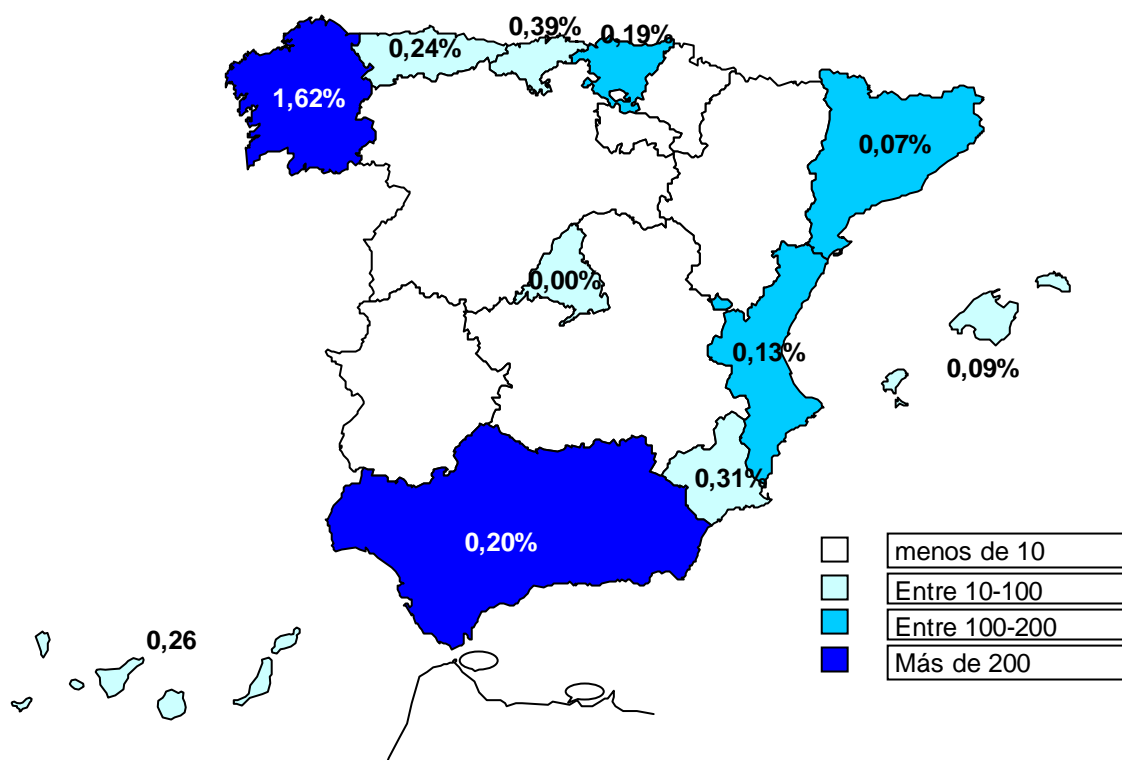 0,39%
0,19%
0,24%
1,62%
0,07%
0,00%
0,13%
0,09%
0,31%
0,20%
menos de 10
Entre 10-100
Entre 100-200
Más de 200
0,26